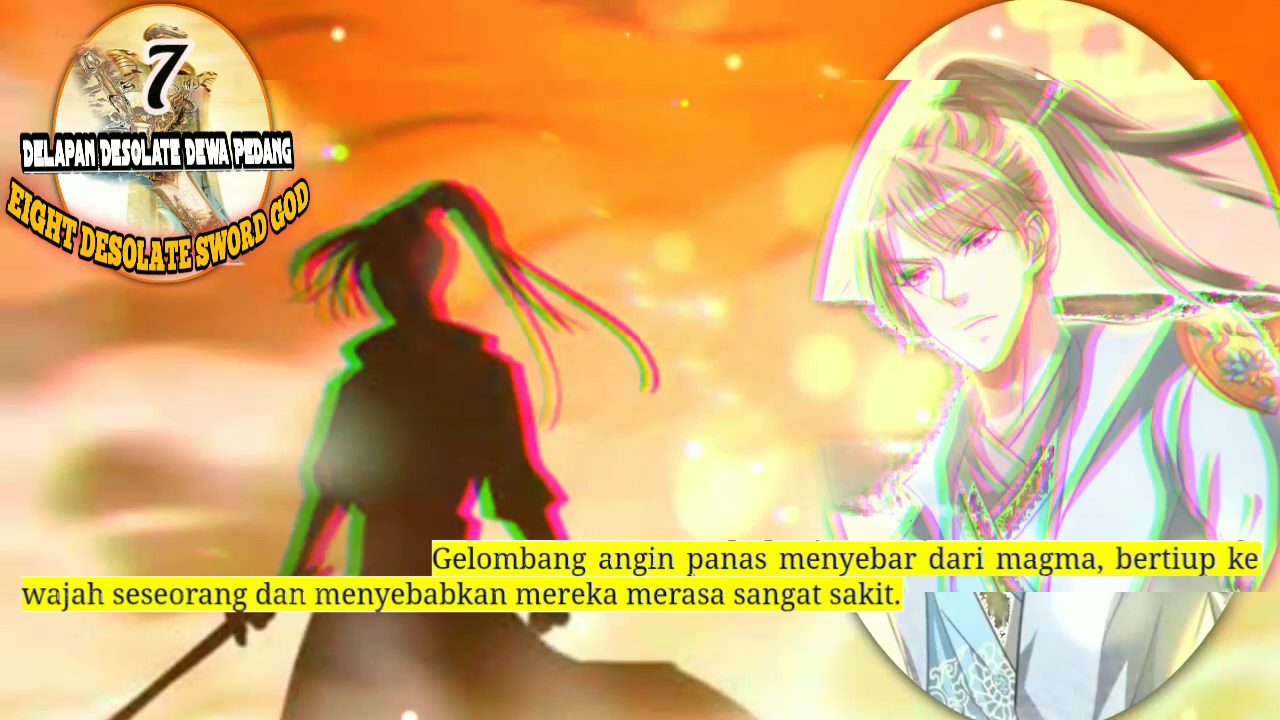 7
DELAPAN DESOLATE DEWA PEDANG
EIGHT DESOLATE SWORD GOD
Gelombang angin panas menyebar dari magma, bertiup ke
wajah seseorang dan menyebabkan mereka merasa sangat sakit.